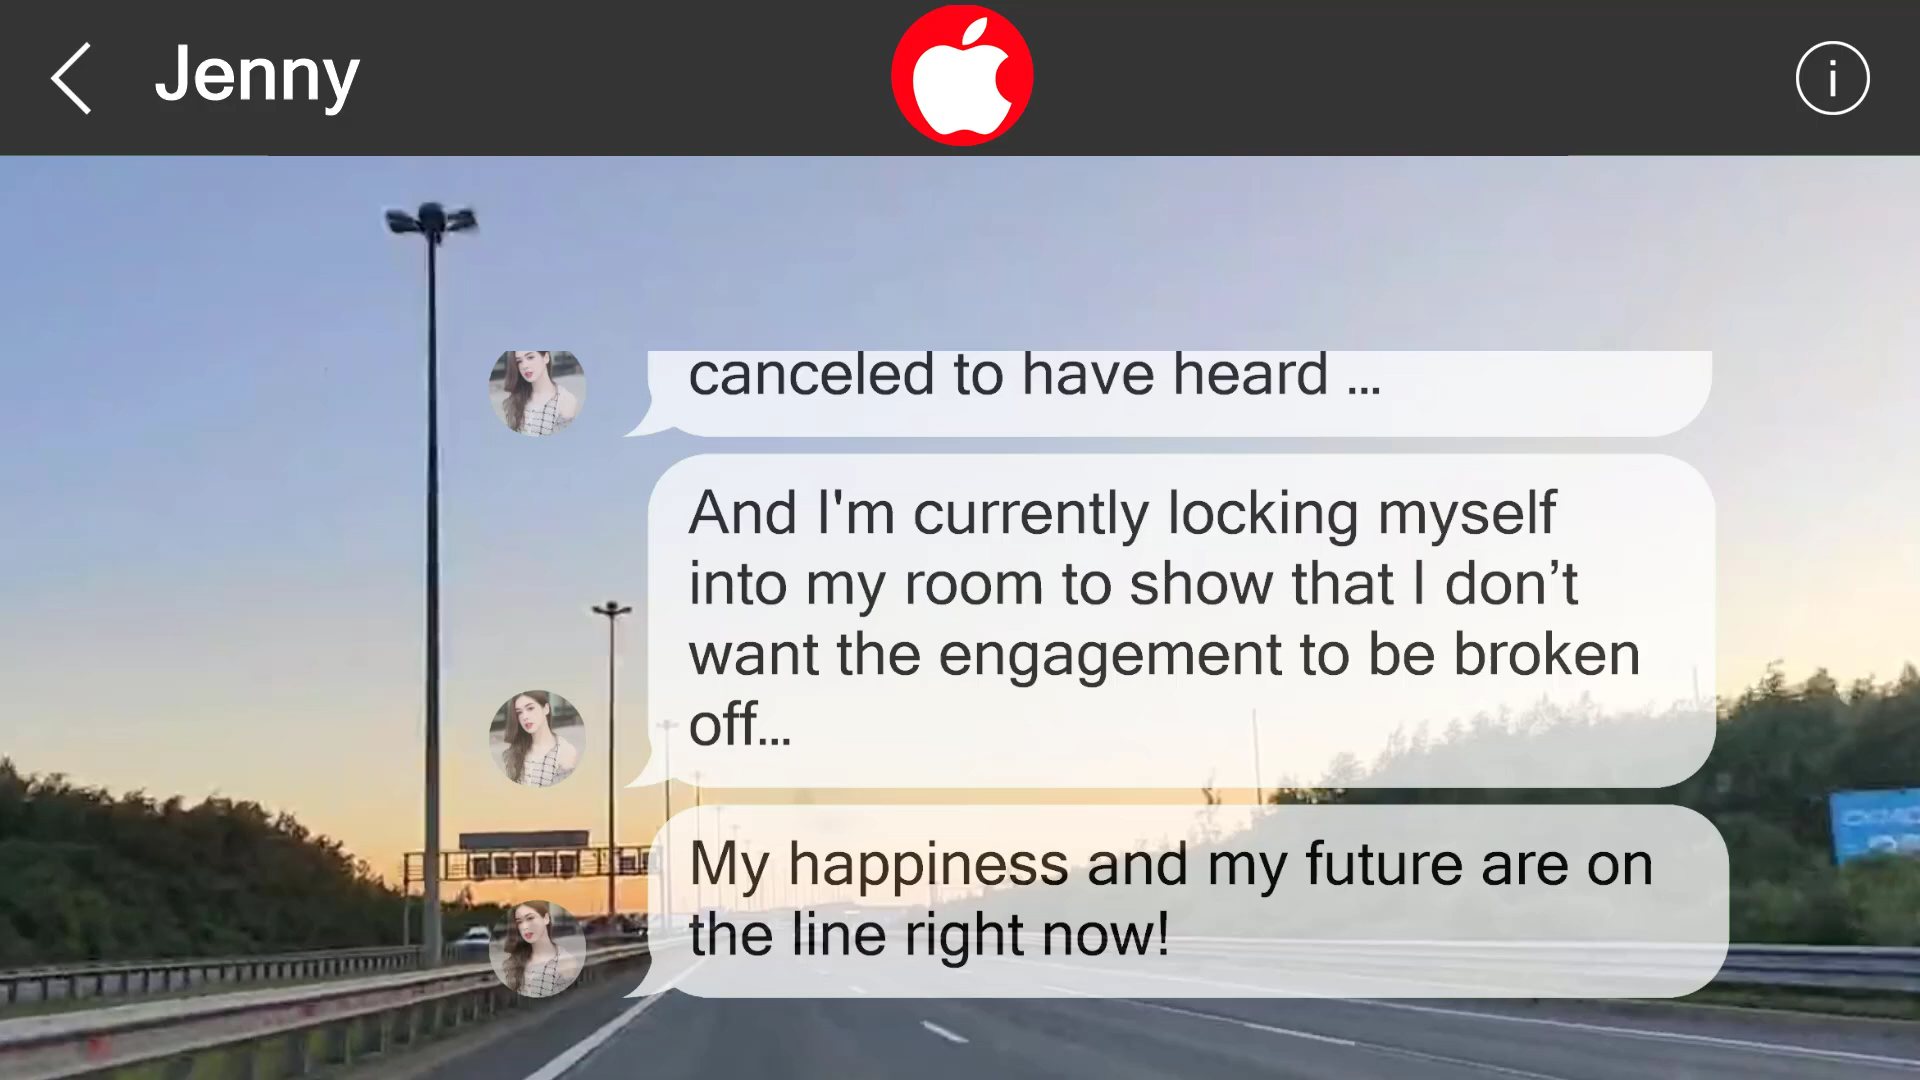 Jenny
canceled to have heard ...
And I'm currently locking myself
into my room to show that I don’t
want the engagement to be broken
off...
My happiness and my future are on
the line right now!